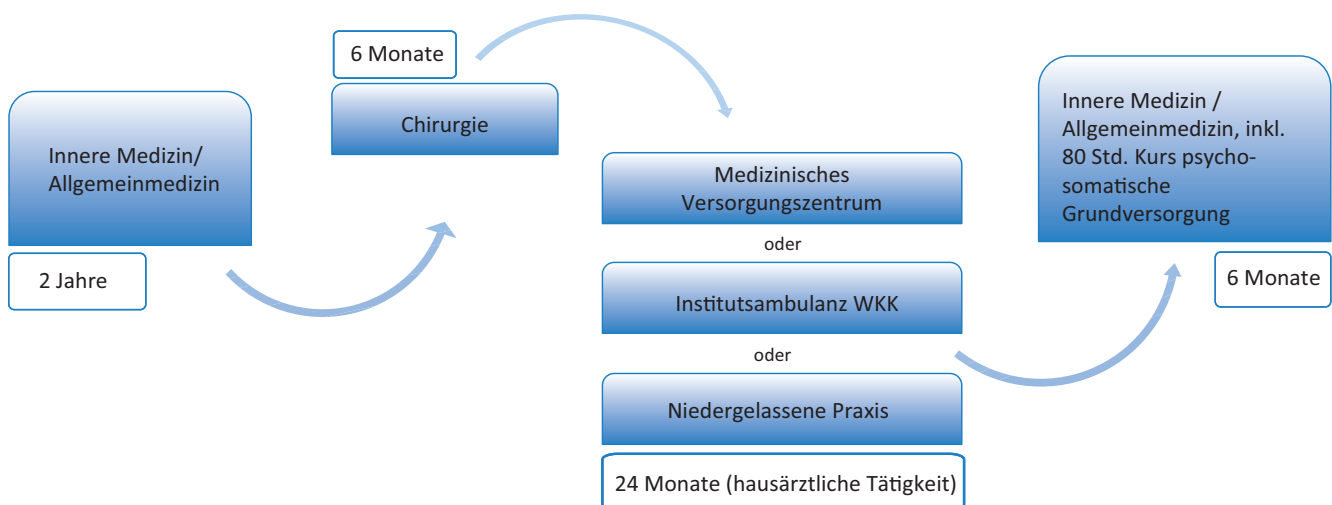 Innere Medizin/
Allgemeinmedizin
2 Jahre
6 Monate
Chirurgie
Medizinisches
Versorgungszentrum
oder
Institutsambulanz WKK
oder
Niedergelassene Praxis
24 Monate (hausärztliche Tätigkeit)
Innere Medizin /
Allgemeinmedizin, inkl.
80 Std. Kurs psycho-
somatische
Grundversorgung
6 Monate